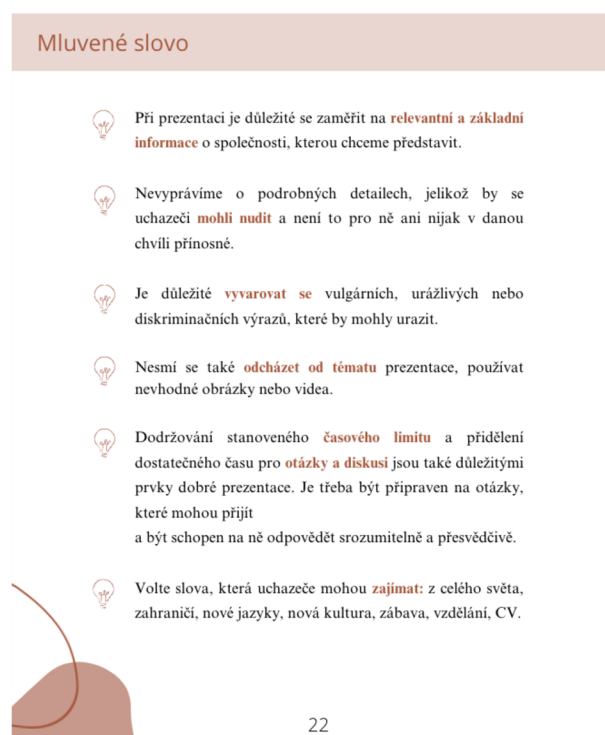 Mluvené slovo
Při prezentaci je důležité se zaměřit na relevantní a základní
informace o společnosti, kterou chceme představit.
Nevyprávíme o podrobných detailech, jelikož by se
uchazeči mohli nudit a není to pro ně ani nijak v danou
chvíli přínosné.
Je důležité vyvarovat se vulgárních, urážlivých nebo
diskriminačních výrazů, které by mohly urazit.
Nesmí se také odcházet od tématu prezentace, používat
nevhodné obrázky nebo videa.
Dodržování stanoveného časového limitu a přidělení
dostatečného času pro otázky a diskusi jsou také důležitými
prvky dobré prezentace. Je třeba být připraven na otázky,
které mohou přijít
a být schopen na ně odpovědět srozumitelně a přesvědčivě.
Volte slova, která uchazeče mohou zajímat: z celého světa,
zahraničí, nové jazyky, nová kultura, zábava, vzdělání, CV.
22